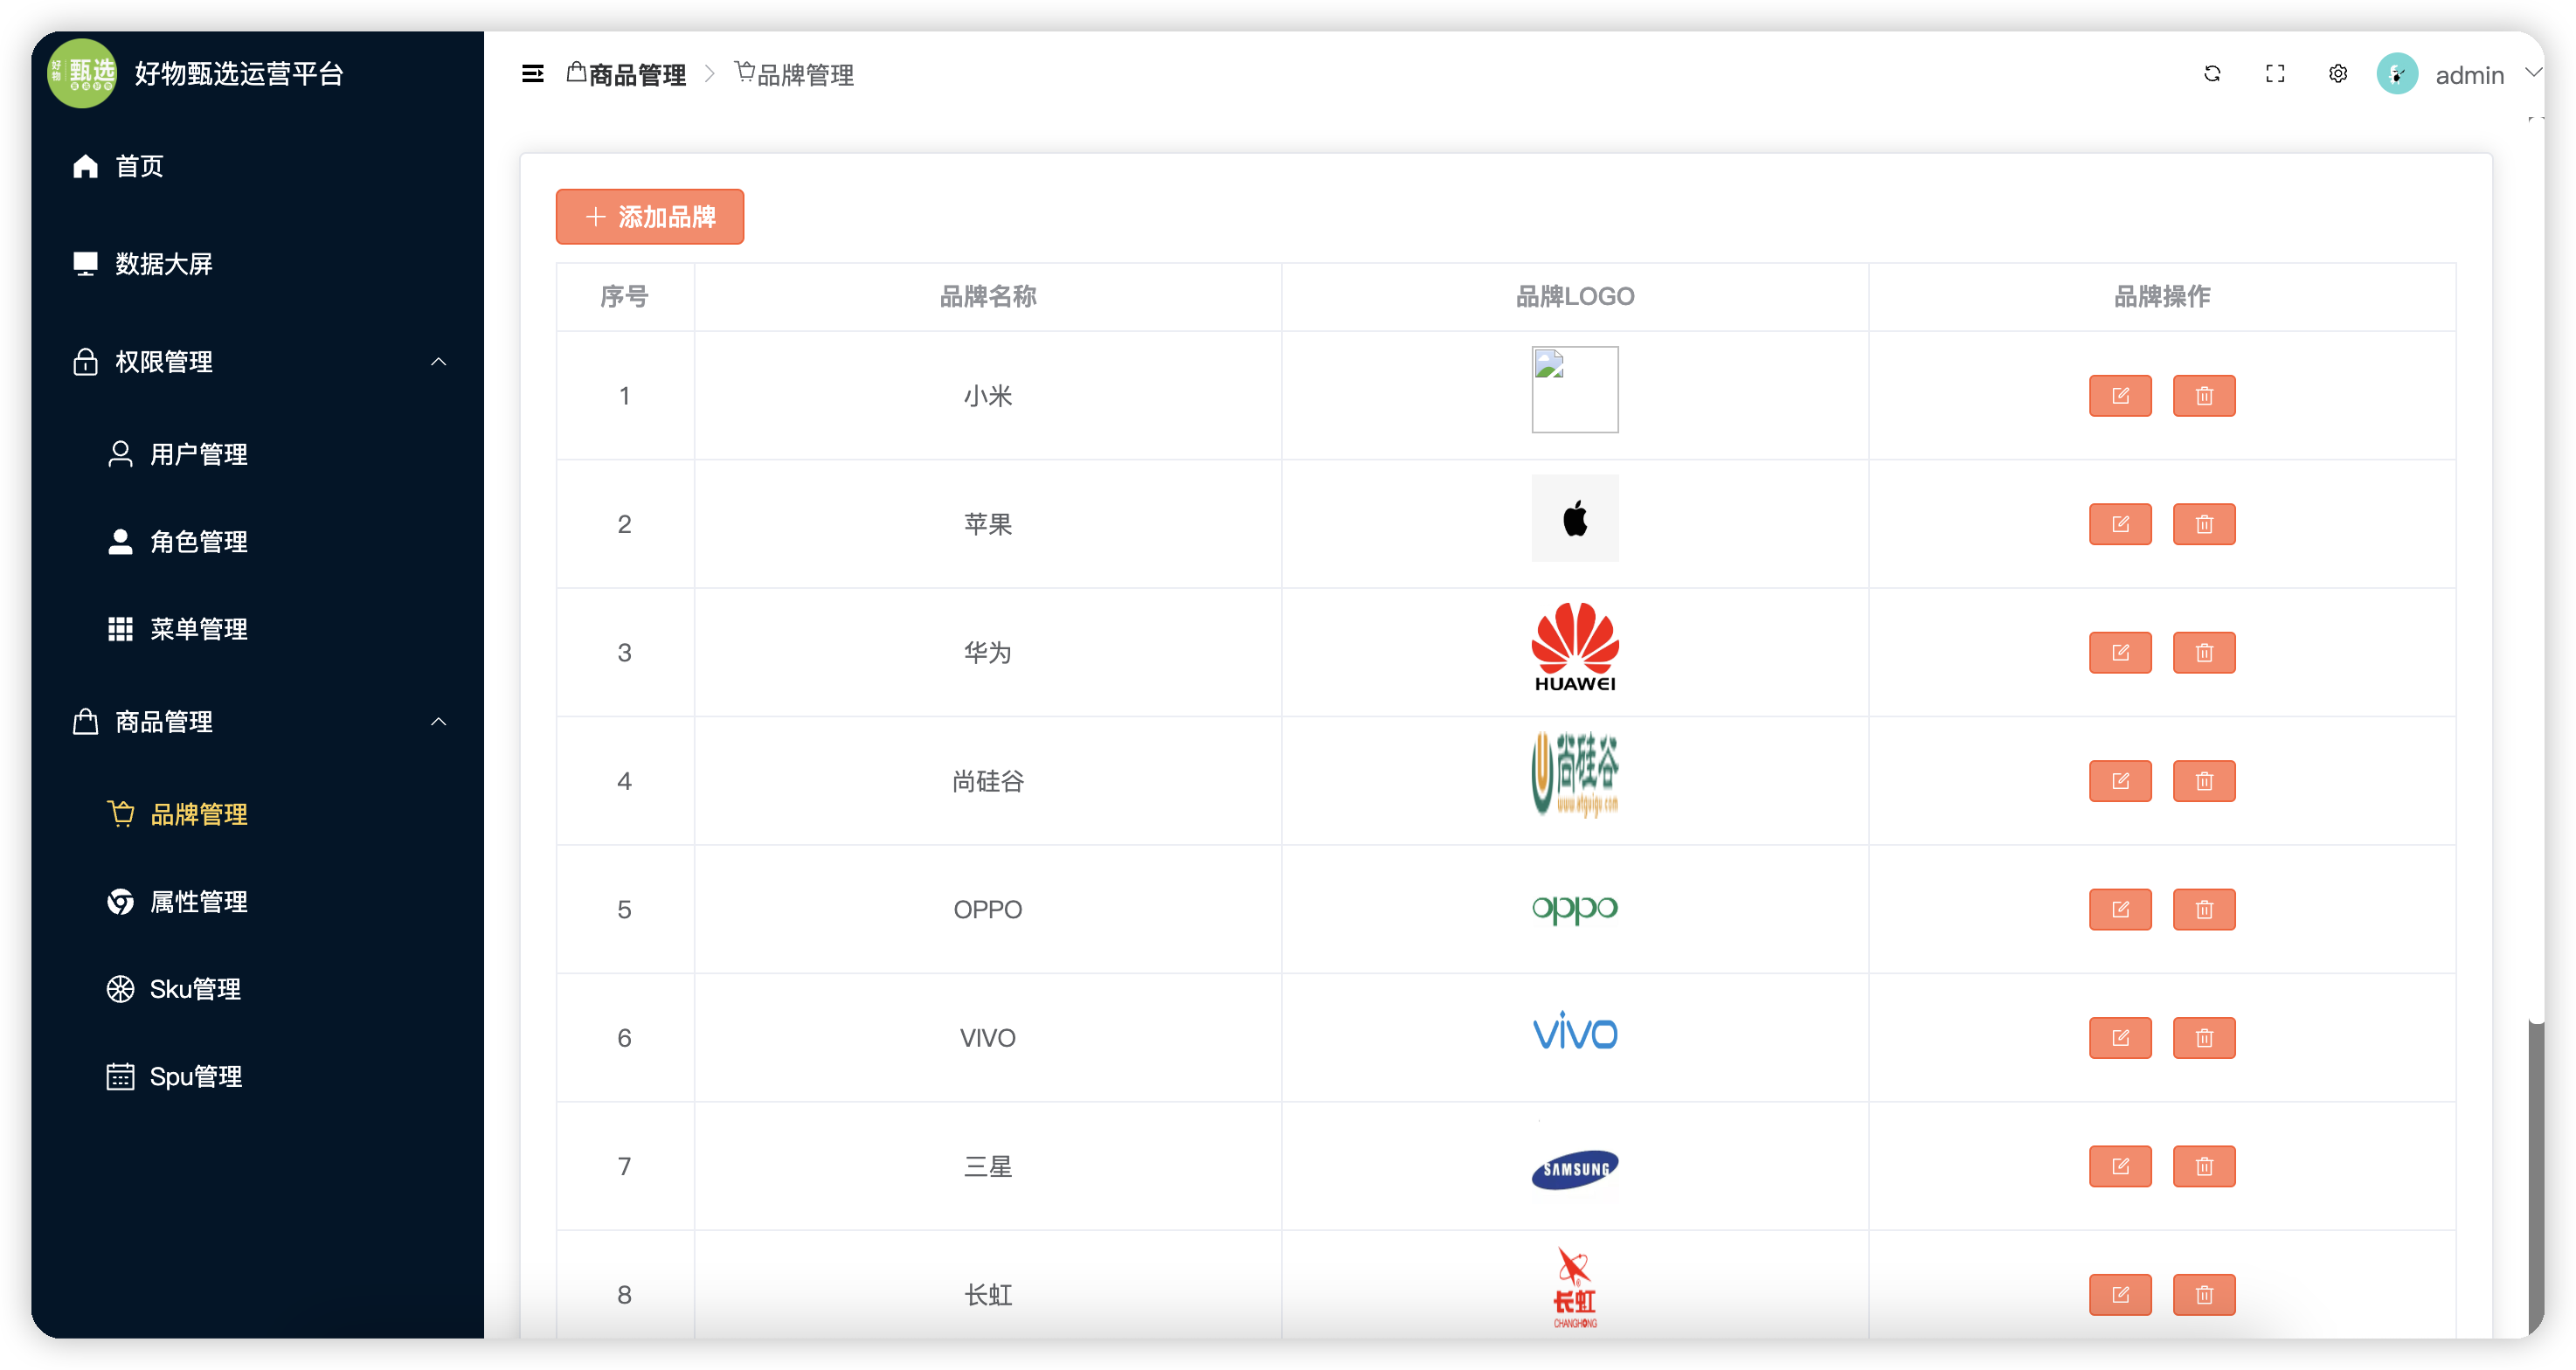 好物 甄选 好物甄选运营平台
商品管理 品牌管理
admin
首页
数据大屏
权限管理
用户管理
角色管理
菜单管理
商品管理
品牌管理
属性管理
Sku管理
Spu管理
添加品牌
序号 品牌名称 品牌LOGO 品牌操作
1 小米
2 苹果
3 华为 HUAWEI
4 尚硅谷 尚硅谷 www.atguigu.com
5 OPPO oppo
6 VIVO vivo
7 三星 SAMSUNG
8 长虹 长虹 CHANGHONG